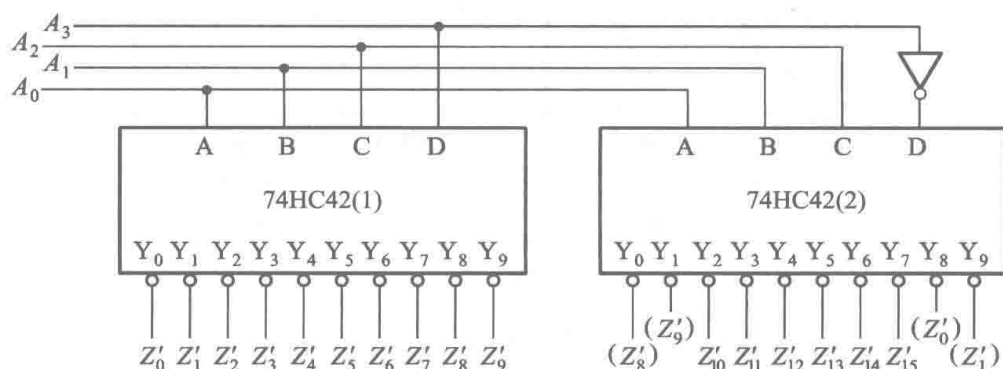 A₃
A₂
A₁
A₀
A B C D
A B C D
74HC42(1)
74HC42(2)
Y₀ Y₁ Y₂ Y₃ Y₄ Y₅ Y₆ Y₇ Y₈ Y₉
Y₀ Y₁ Y₂ Y₃ Y₄ Y₅ Y₆ Y₇ Y₈ Y₉
(Z′₉) (Z′₀)
Z′₀ Z′₁ Z′₂ Z′₃ Z′₄ Z′₅ Z′₆ Z′₇ Z′₈ Z′₉
(Z′₈) Z′₁₀ Z′₁₁ Z′₁₂ Z′₁₃ Z′₁₄ Z′₁₅ (Z′₁)